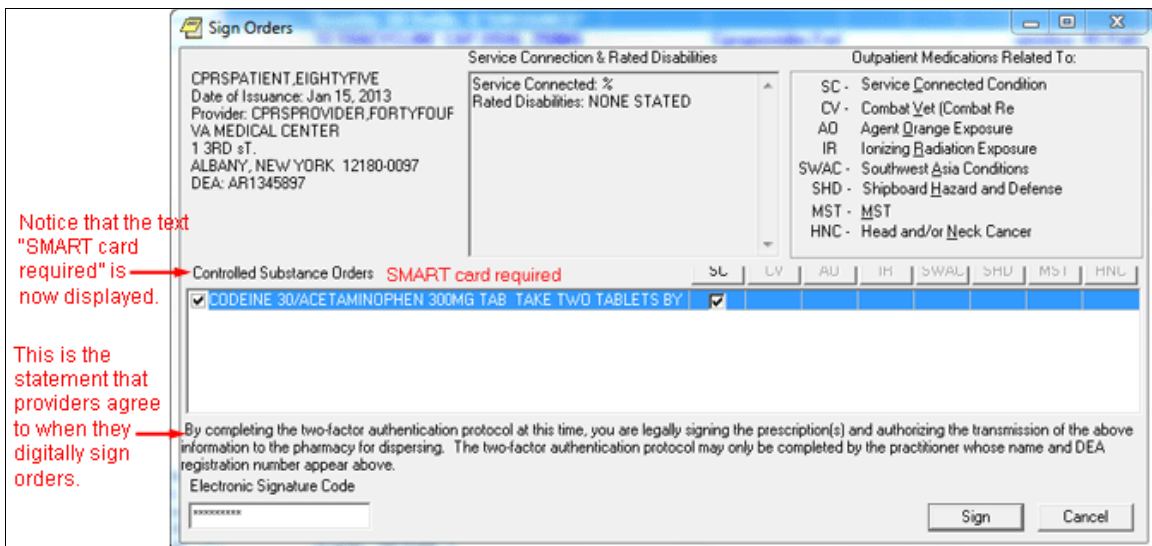 Sign Orders
CPRSPATIENT,EIGHTYFIVE
Date of Issuance: Jan 15, 2013
Provider: CPRSPROVIDER,FORTYFOUF
VA MEDICAL CENTER
1 3RD sT.
ALBANY, NEW YORK 12180-0097
DEA: AR1345897
Service Connection & Rated Disabilities
Service Connected: %
Rated Disabilities: NONE STATED
Outpatient Medications Related To:
SC - Service Connected Condition
CV - Combat Vet (Combat Re
AO Agent Orange Exposure
IR Ionizing Radiation Exposure
SWAC - Southwest Asia Conditions
SHD - Shipboard Hazard and Defense
MST - MST
HNC - Head and/or Neck Cancer
Notice that the text
"SMART card
required" is
now displayed.
Controlled Substance Orders SMART card required SC CV AO IR SWAC SHD MST HNC
CODEINE 30/ACETAMINOPHEN 300MG TAB TAKE TWO TABLETS BY
This is the
statement that
providers agree
to when they
digitally sign
orders.
By completing the two-factor authentication protocol at this time, you are legally signing the prescription(s) and authorizing the transmission of the above
information to the pharmacy for dispersing. The two-factor authentication protocol may only be completed by the practitioner whose name and DEA
registration number appear above.
Electronic Signature Code
*********
Sign Cancel